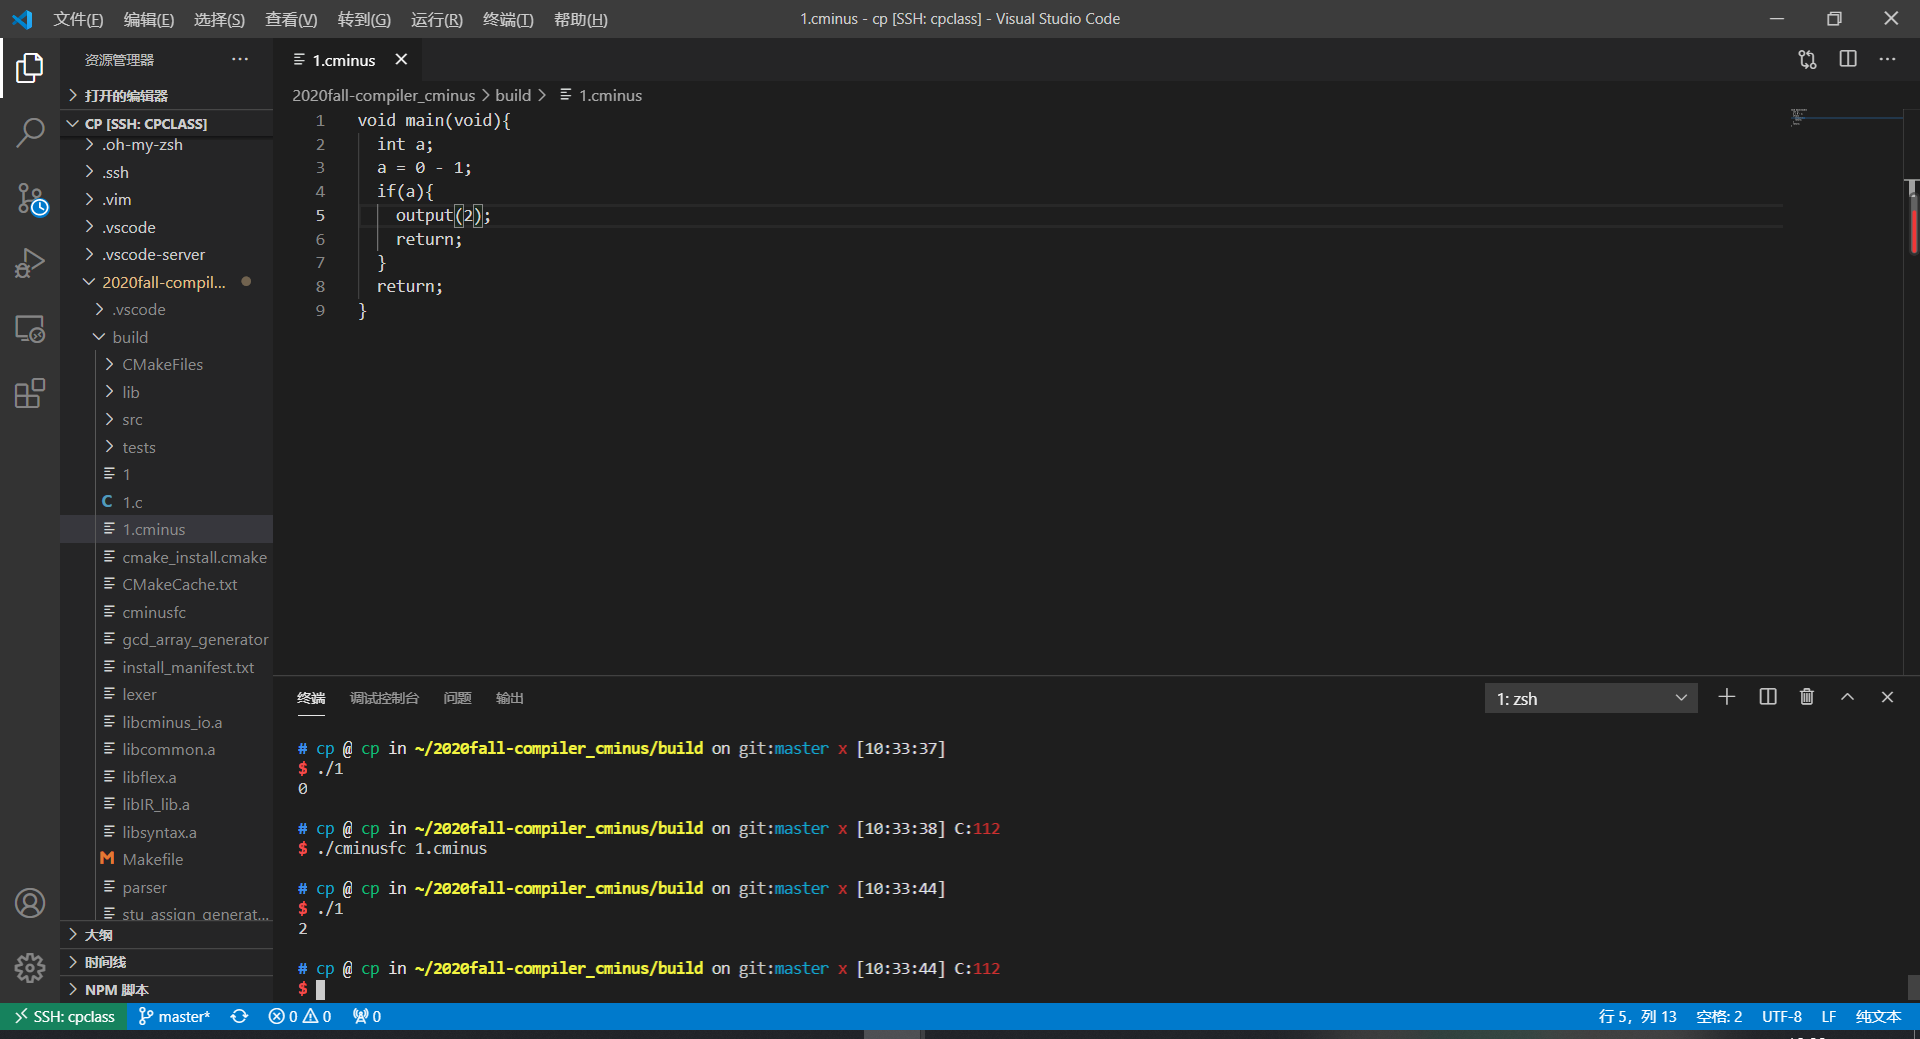 文件(F) 编辑(E) 选择(S) 查看(V) 转到(G) 运行(R) 终端(T) 帮助(H)
1.cminus - cp [SSH: cpclass] - Visual Studio Code
资源管理器
打开的编辑器
CP [SSH: CPCLASS]
.oh-my-zsh
.ssh
.vim
.vscode
.vscode-server
2020fall-compil...
.vscode
build
CMakeFiles
lib
src
tests
1
C 1.c
1.cminus
cmake_install.cmake
CMakeCache.txt
cminusfc
gcd_array_generator
install_manifest.txt
lexer
libcminus_io.a
libcommon.a
libflex.a
libIR_lib.a
libsyntax.a
M Makefile
parser
stu_assign_generat...
大纲
时间线
NPM 脚本
1.cminus
2020fall-compiler_cminus > build > 1.cminus
1 void main(void){
2 int a;
3 a = 0 - 1;
4 if(a){
5 output(2);
6 return;
7 }
8 return;
9 }
终端 调试控制台 问题 输出
1: zsh
# cp @ cp in ~/2020fall-compiler_cminus/build on git:master x [10:33:37]
$ ./1
0
# cp @ cp in ~/2020fall-compiler_cminus/build on git:master x [10:33:38] C:112
$ ./cminusfc 1.cminus
# cp @ cp in ~/2020fall-compiler_cminus/build on git:master x [10:33:44]
$ ./1
2
# cp @ cp in ~/2020fall-compiler_cminus/build on git:master x [10:33:44] C:112
$
SSH: cpclass master* 0 0 0
行 5，列 13 空格: 2 UTF-8 LF 纯文本